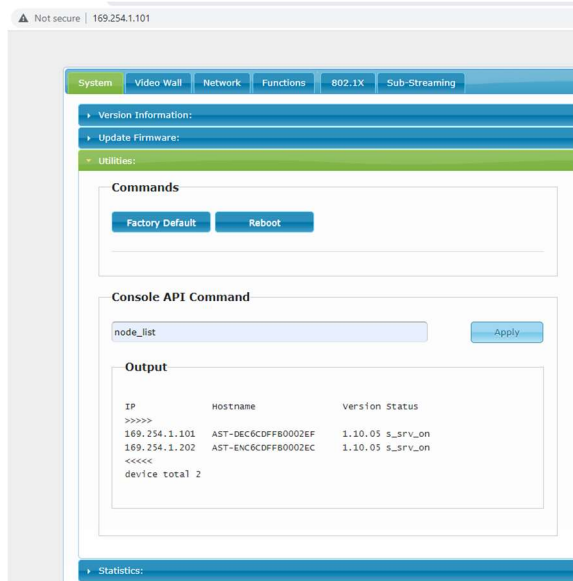 Not secure | 169.254.1.101
System Video Wall Network Functions 802.1X Sub-Streaming
Version Information:
Update Firmware:
Utilities:
Commands
Factory Default Reboot
Console API Command
node_list Apply
Output
IP Hostname Version Status
>>>>>
169.254.1.101 AST-DEC6CDFFB0002EF 1.10.05 s_srv_on
169.254.1.202 AST-ENC6CDFFB0002EC 1.10.05 s_srv_on
<<<<<
device total 2
Statistics: